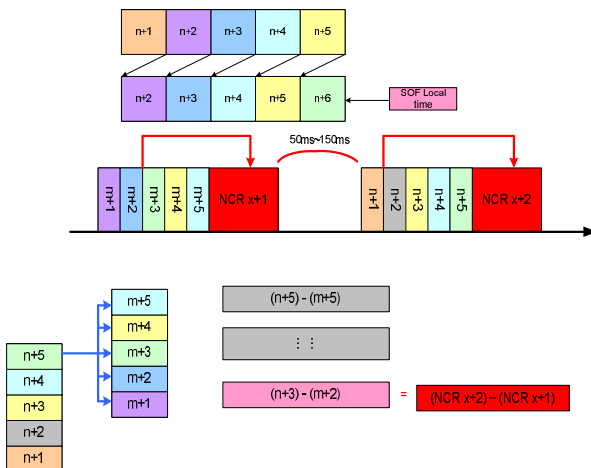 n+1 n+2 n+3 n+4 n+5
n+2 n+3 n+4 n+5 n+6
SOF Local
time
50ms~150ms
m+1 m+2 m+3 m+4 m+5 NCR x+1
n+1 n+2 n+3 n+4 n+5 NCR x+2
n+5
n+4
n+3
n+2
n+1
m+5
m+4
m+3
m+2
m+1
(n+5) - (m+5)
⋮ ⋮
(n+3) - (m+2) = (NCR x+2) – (NCR x+1)